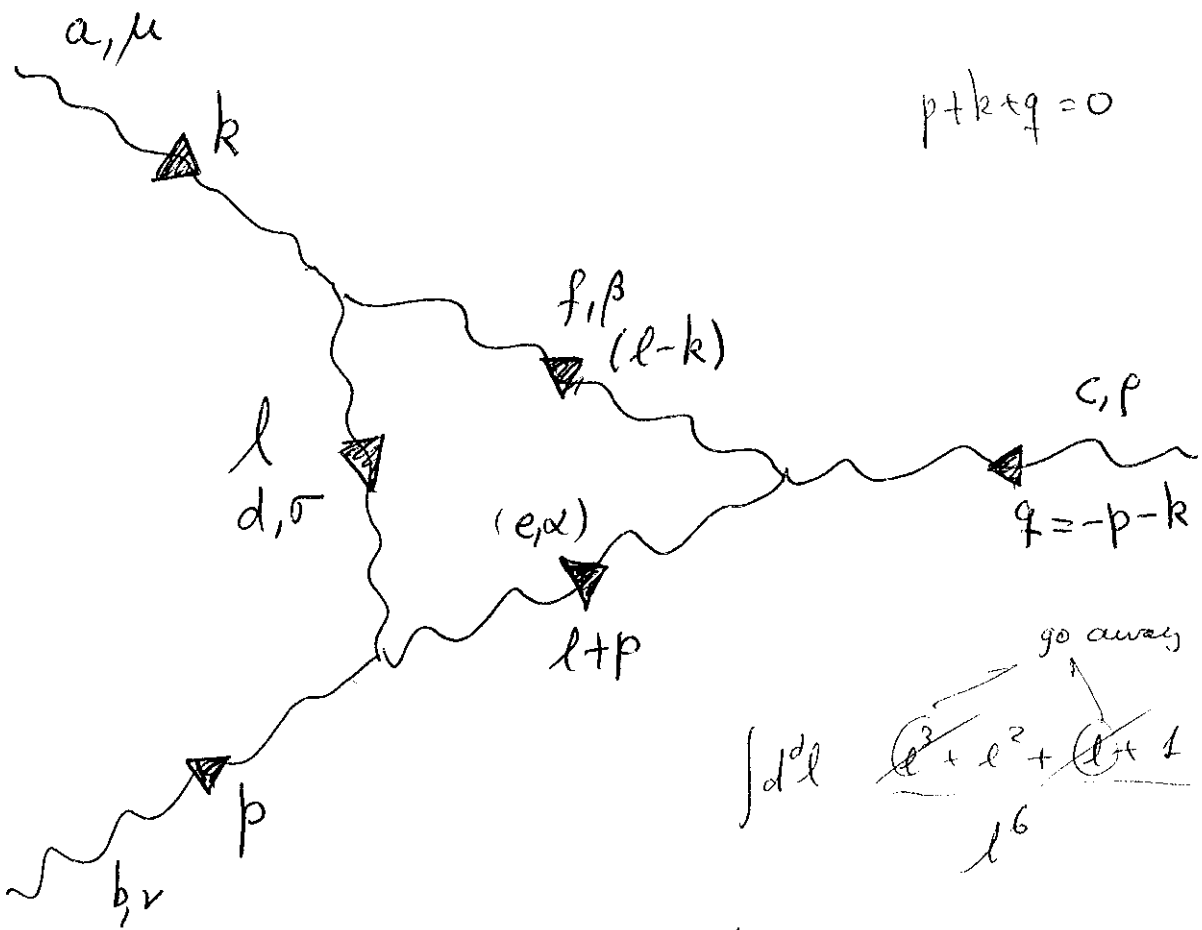 a, μ
k
p+k+q = 0
f, β
(l-k)
c, ρ
l
d, σ
(e, α)
q = -p-k
l+p
go away
∫d^d l (l^3 + l^2 + l + 1) / l^6
p
b, ν